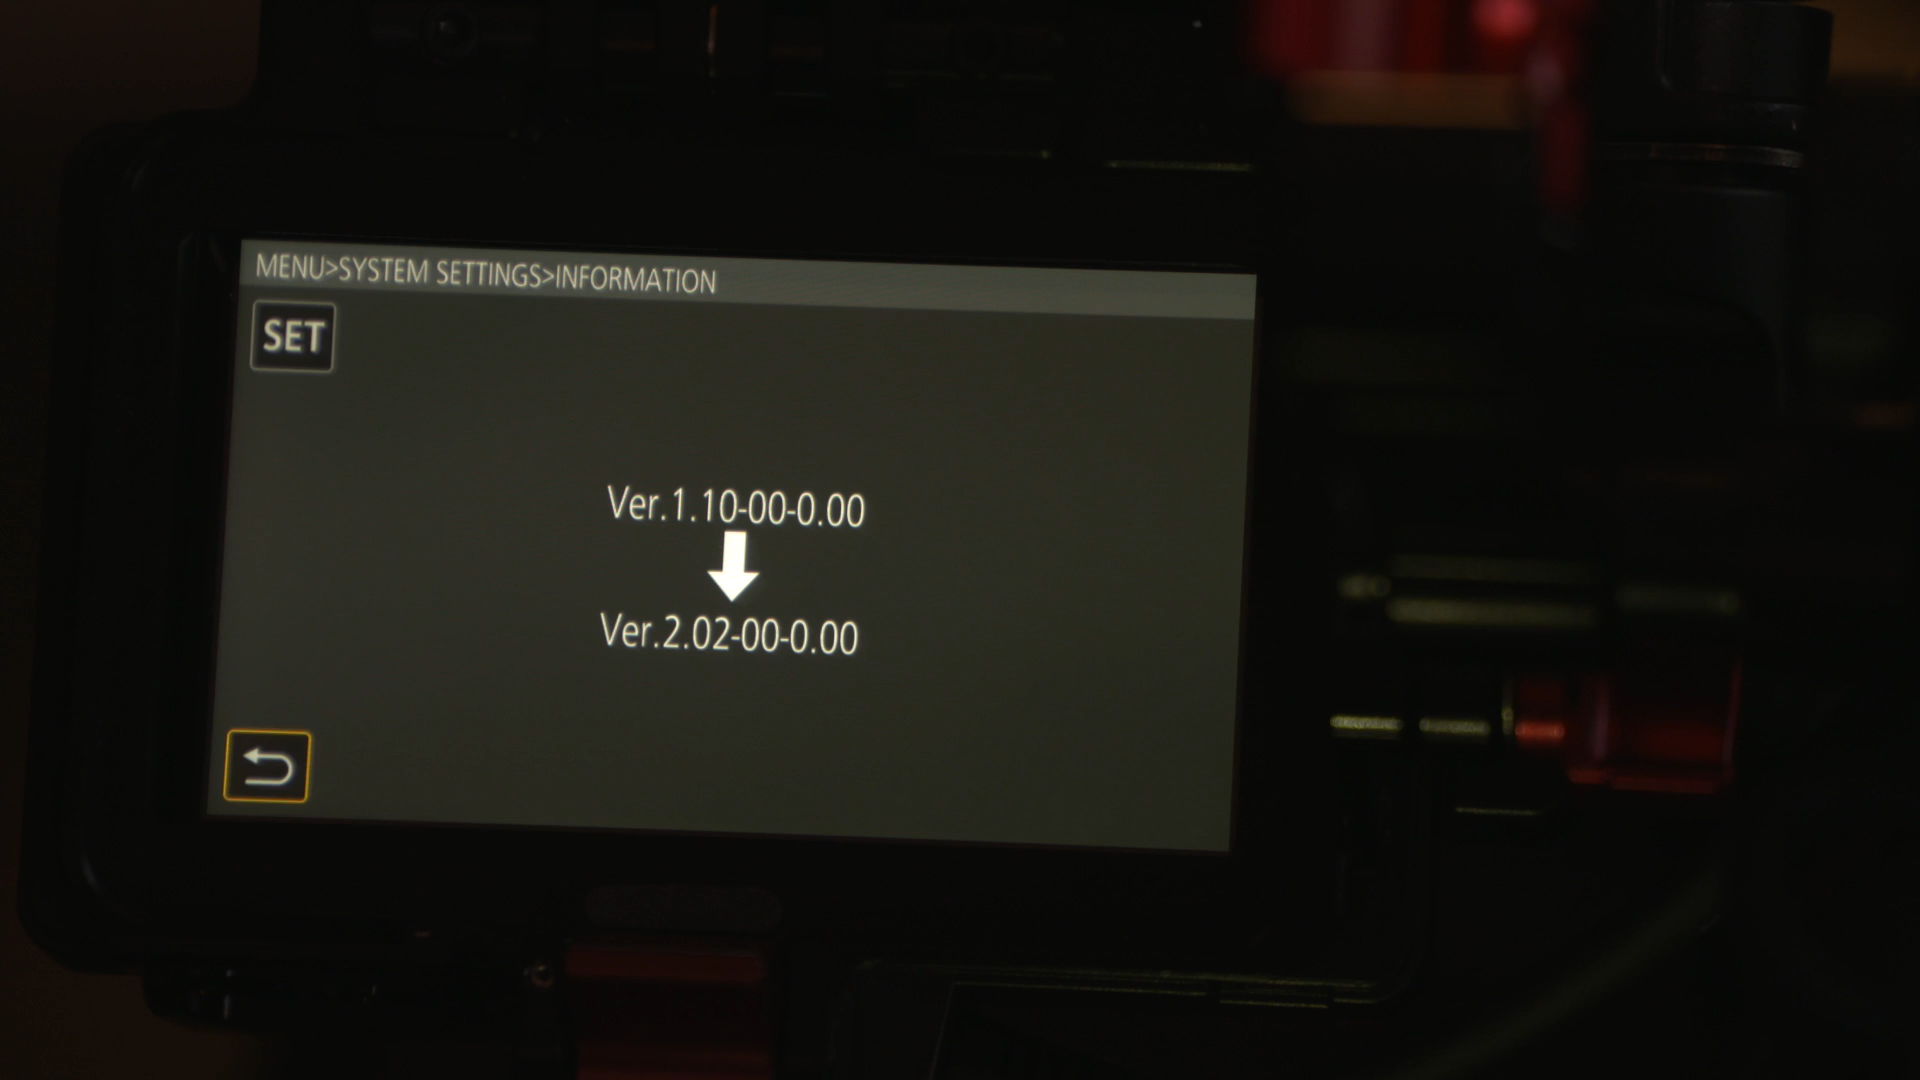 MENU>SYSTEM SETTINGS>INFORMATION
SET
Ver.1.10-00-0.00
Ver.2.02-00-0.00